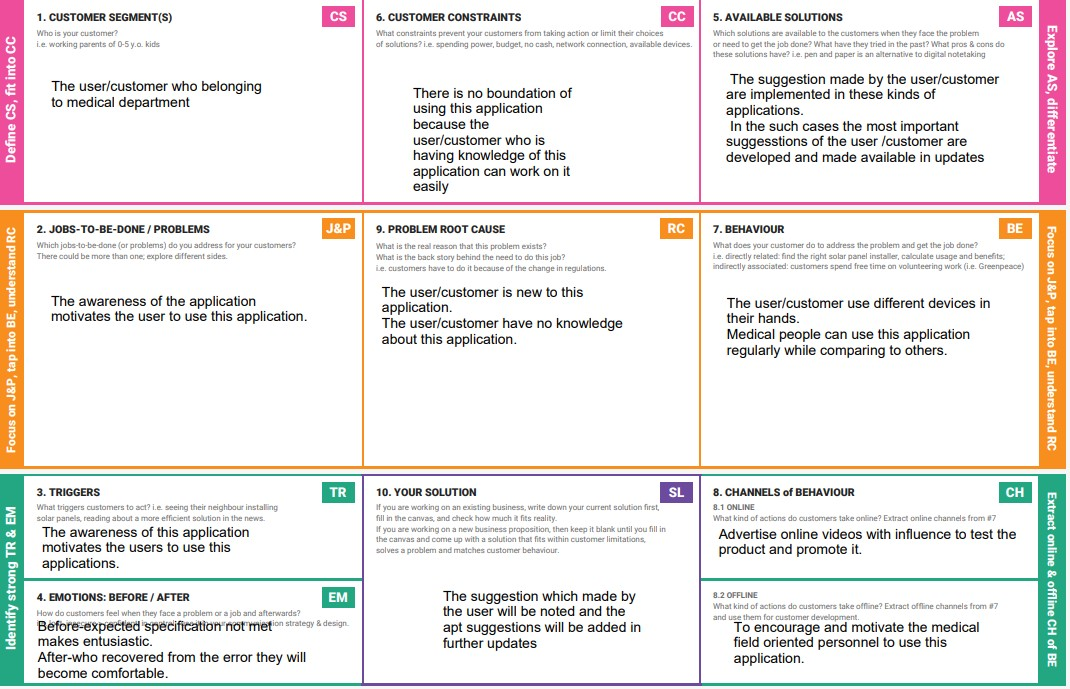 Define CS, fit into CC
1. CUSTOMER SEGMENT(S)
CS
Who is your customer?
i.e. working parents of 0-5 y.o. kids
The user/customer who belonging
to medical department
6. CUSTOMER CONSTRAINTS
CC
What constraints prevent your customers from taking action or limit their choices
of solutions? i.e. spending power, budget, no cash, network connection, available devices.
There is no boundation of
using this application
because the
user/customer who is
having knowledge of this
application can work on it
easily
5. AVAILABLE SOLUTIONS
AS
Which solutions are available to the customers when they face the problem
or need to get the job done? What have they tried in the past? What pros & cons do
these solutions have? i.e. pen and paper is an alternative to digital notetaking
The suggestion made by the user/customer
are implemented in these kinds of
applications.
In the such cases the most important
suggesstions of the user /customer are
developed and made available in updates
Explore AS, differentiate
Focus on J&P, tap into BE, understand RC
2. JOBS-TO-BE-DONE / PROBLEMS
J&P
Which jobs-to-be-done (or problems) do you address for your customers?
There could be more than one; explore different sides.
The awareness of the application
motivates the user to use this application.
9. PROBLEM ROOT CAUSE
RC
What is the real reason that this problem exists?
What is the back story behind the need to do this job?
i.e. customers have to do it because of the change in regulations.
The user/customer is new to this
application.
The user/customer have no knowledge
about this application.
7. BEHAVIOUR
BE
What does your customer do to address the problem and get the job done?
i.e. directly related: find the right solar panel installer, calculate usage and benefits;
indirectly associated: customers spend free time on volunteering work (i.e. Greenpeace)
The user/customer use different devices in
their hands.
Medical people can use this application
regularly while comparing to others.
Focus on J&P, tap into BE, understand RC
Identify strong TR & EM
3. TRIGGERS
TR
What triggers customers to act? i.e. seeing their neighbour installing
solar panels, reading about a more efficient solution in the news.
The awareness of this application
motivates the users to use this
applications.
4. EMOTIONS: BEFORE / AFTER
EM
How do customers feel when they face a problem or a job and afterwards?
communication strategy & design.
Before-expected specification not met
makes entusiastic.
After-who recovered from the error they will
become comfortable.
10. YOUR SOLUTION
SL
If you are working on an existing business, write down your current solution first,
fill in the canvas, and check how much it fits reality.
If you are working on a new business proposition, then keep it blank until you fill in
the canvas and come up with a solution that fits within customer limitations,
solves a problem and matches customer behaviour.
The suggestion which made by
the user will be noted and the
apt suggestions will be added in
further updates
8. CHANNELS of BEHAVIOUR
CH
8.1 ONLINE
What kind of actions do customers take online? Extract online channels from #7
Advertise online videos with influence to test the
product and promote it.
8.2 OFFLINE
What kind of actions do customers take offline? Extract offline channels from #7
and use them for customer development.
To encourage and motivate the medical
field oriented personnel to use this
application.
Extract online & offline CH of BE